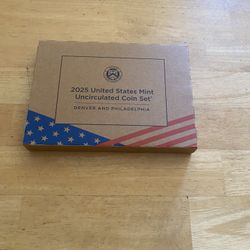 2025 United States Mint
Uncirculated Coin Set®
DENVER AND PHILADELPHIA